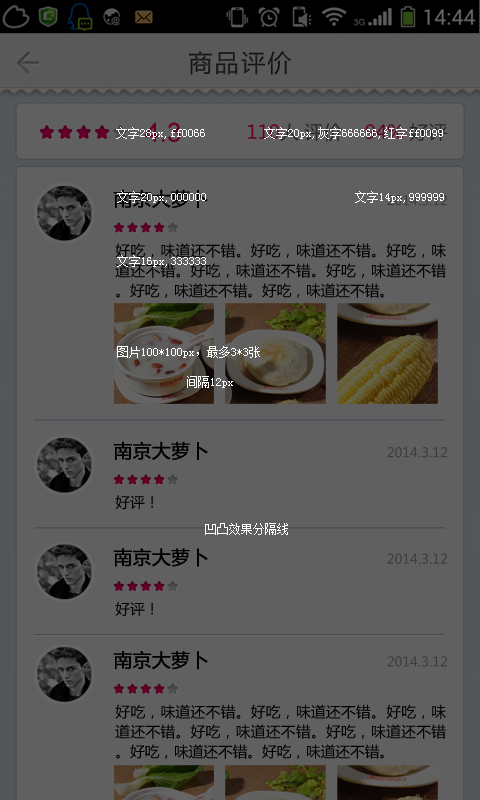 3G 14:44
商品评价
文字28px, ff0066 4.3 文字20px, 灰字666666, 红字ff0099
南京大萝卜
文字20px, 000000 文字14px, 999999
好吃，味道还不错。好吃，味道还不错。好吃，味
文字16px, 333333
道还不错。好吃，味道还不错。好吃，味道还不错
。好吃，味道还不错。好吃，味道还不错。
图片100*100px，最多3*3张
间隔12px
南京大萝卜 2014.3.12
好评！
凹凸效果分隔线
南京大萝卜 2014.3.12
好评！
南京大萝卜 2014.3.12
好吃，味道还不错。好吃，味道还不错。好吃，味
道还不错。好吃，味道还不错。好吃，味道还不错
。好吃，味道还不错。好吃，味道还不错。